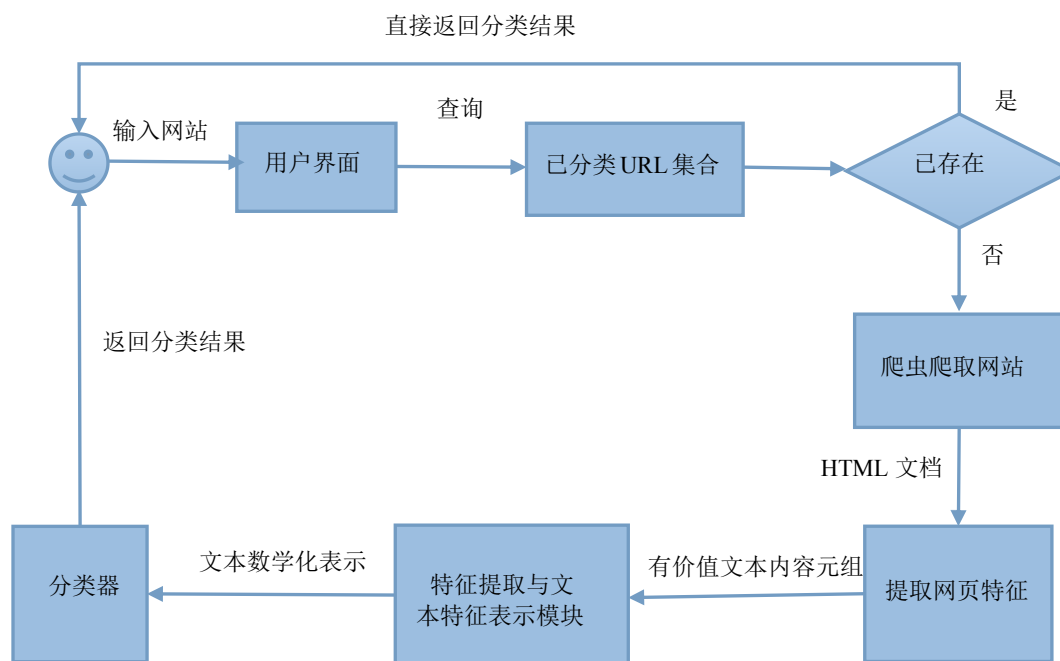 直接返回分类结果
是
输入网站
查询
用户界面
已分类 URL 集合
已存在
否
返回分类结果
爬虫爬取网站
HTML 文档
文本数学化表示
有价值文本内容元组
分类器
特征提取与文
本特征表示模块
提取网页特征